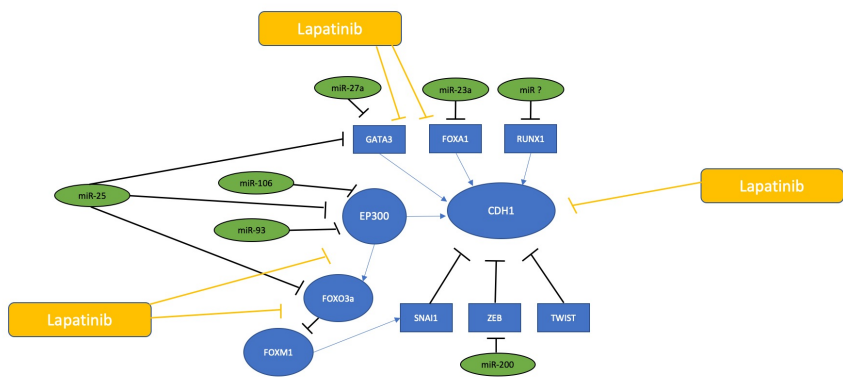 Lapatinib
miR-27a
miR-23a
miR ?
GATA3
FOXA1
RUNX1
miR-25
miR-106
Lapatinib
CDH1
EP300
miR-93
FOXO3a
Lapatinib
SNAI1
ZEB
TWIST
FOXM1
miR-200